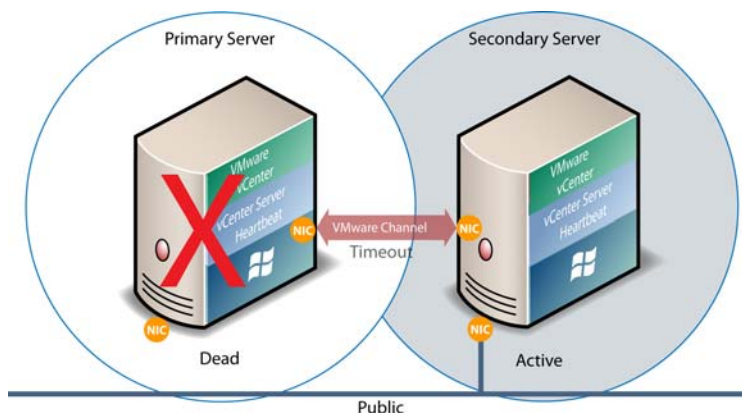 Primary Server
Secondary Server
VMware
vCenter
vCenter Server
Heartbeat
NIC
VMware Channel
Timeout
NIC
VMware
vCenter
vCenter Server
Heartbeat
NIC
NIC
Dead
Active
Public